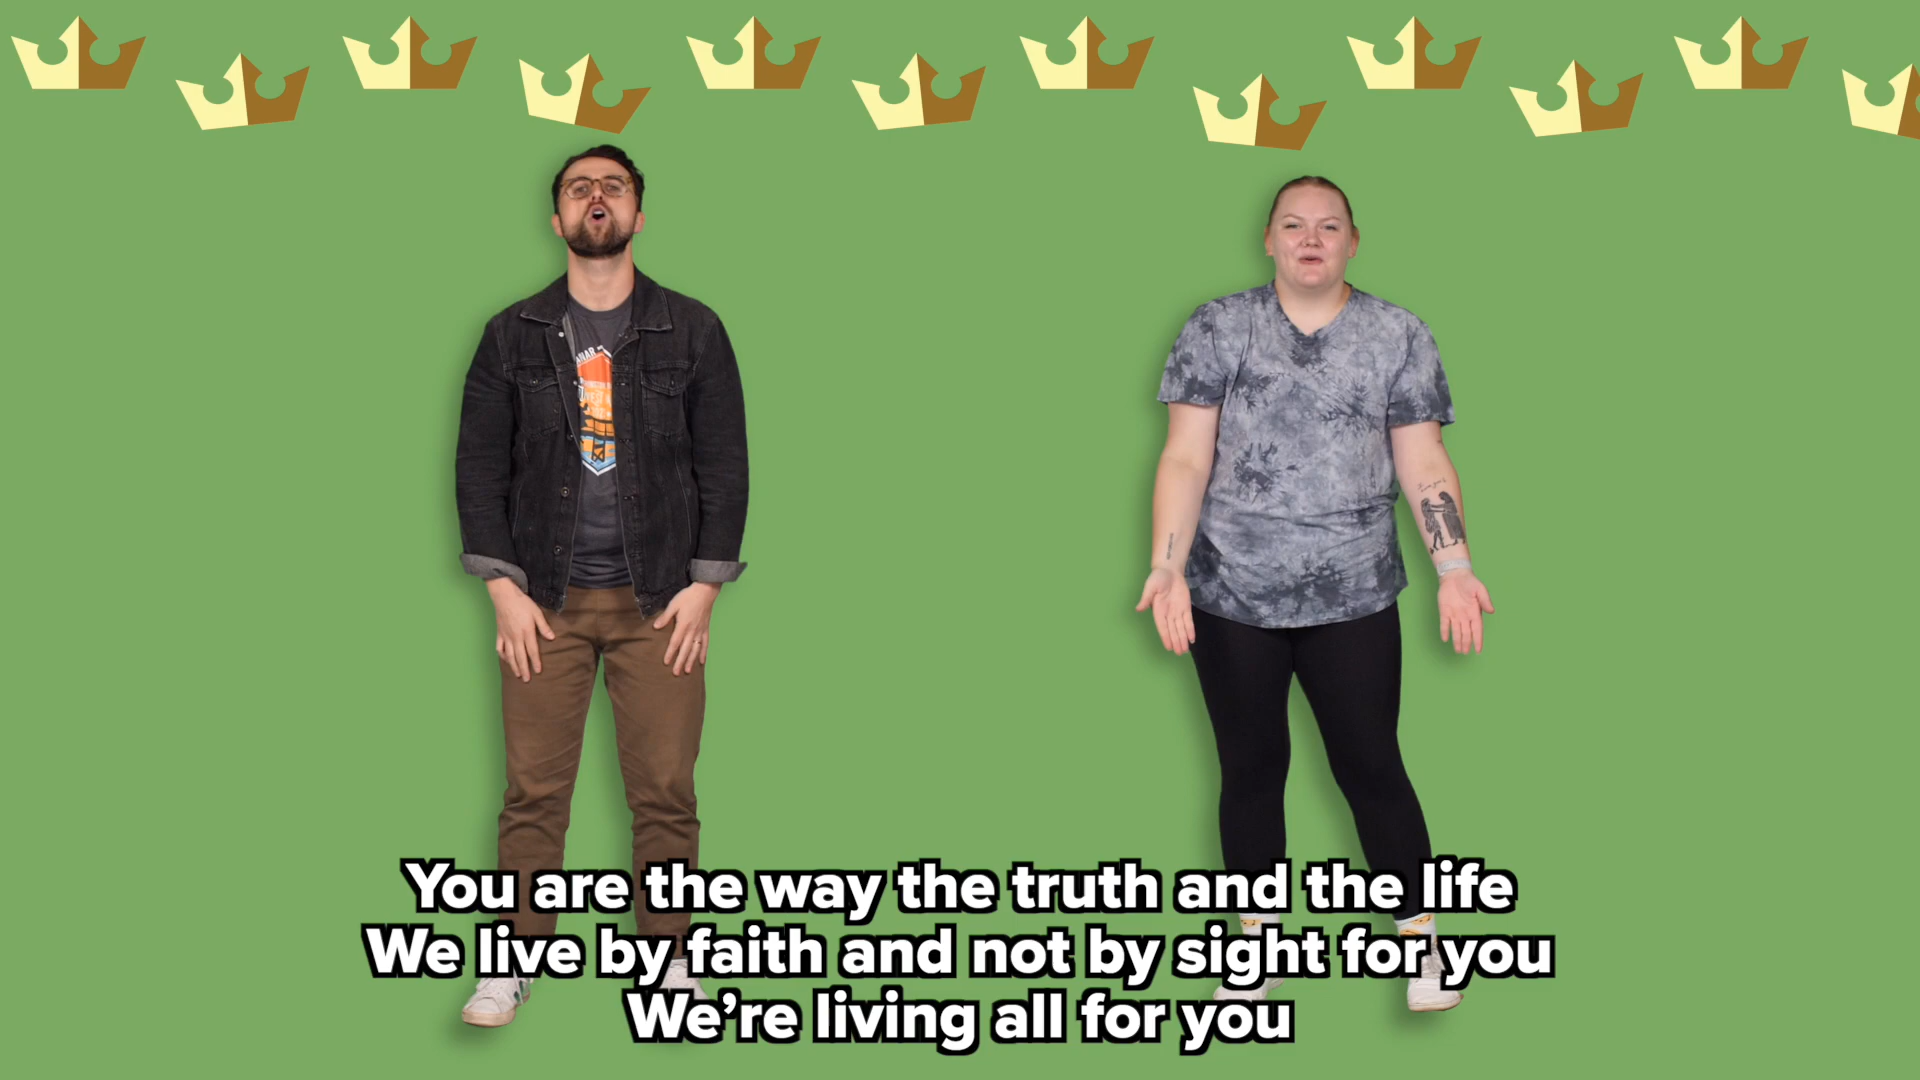 You are the way the truth and the life
We live by faith and not by sight for you
We're living all for you